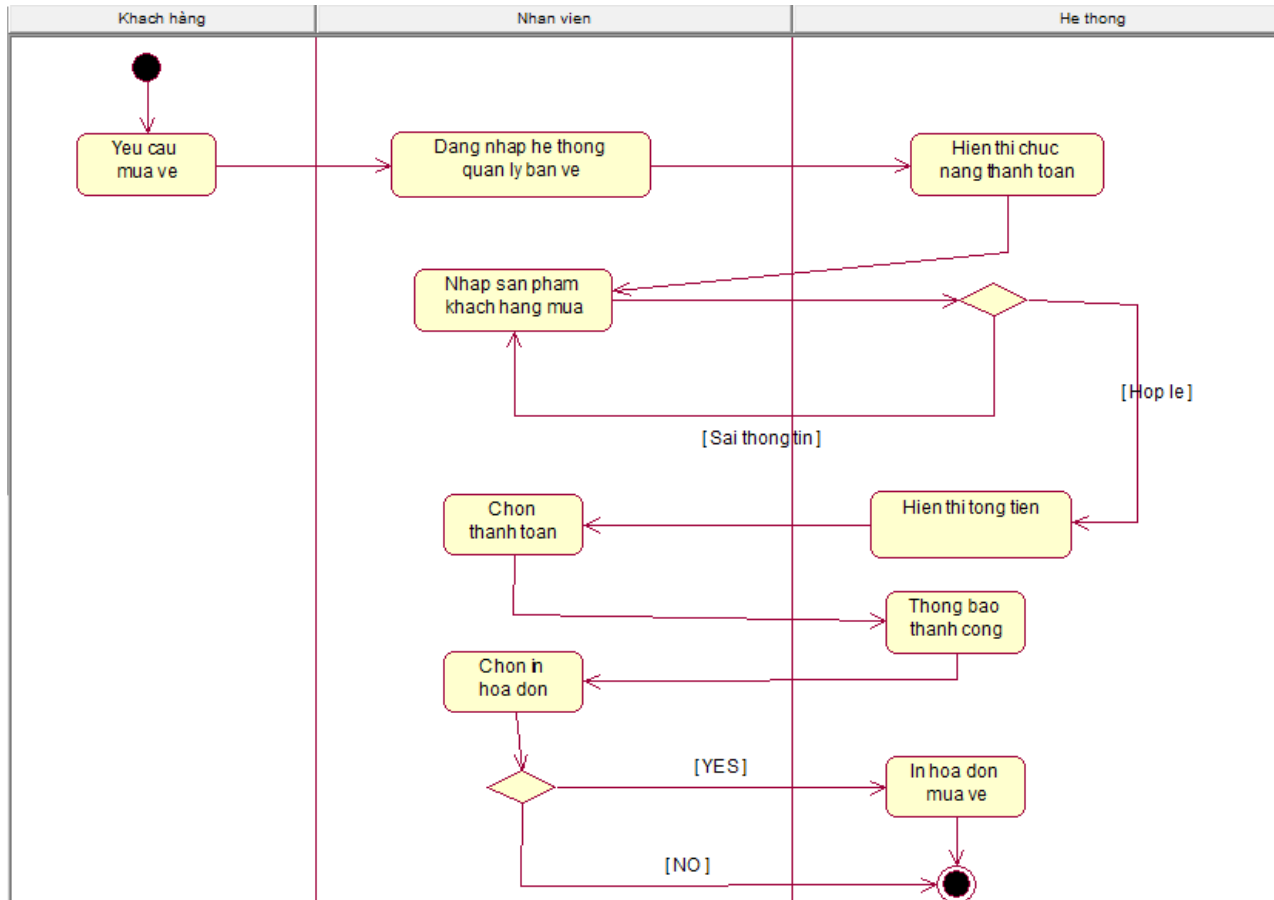 Khach hàng
Nhan vien
He thong
Yeu cau
mua ve
Dang nhap he thong
quan ly ban ve
Hien thi chuc
nang thanh toan
Nhap san pham
khach hang mua
[ Hop le ]
[ Sai thong tin ]
Chon
thanh toan
Hien thi tong tien
Thong bao
thanh cong
Chon in
hoa don
[ YES ]
In hoa don
mua ve
[ NO ]